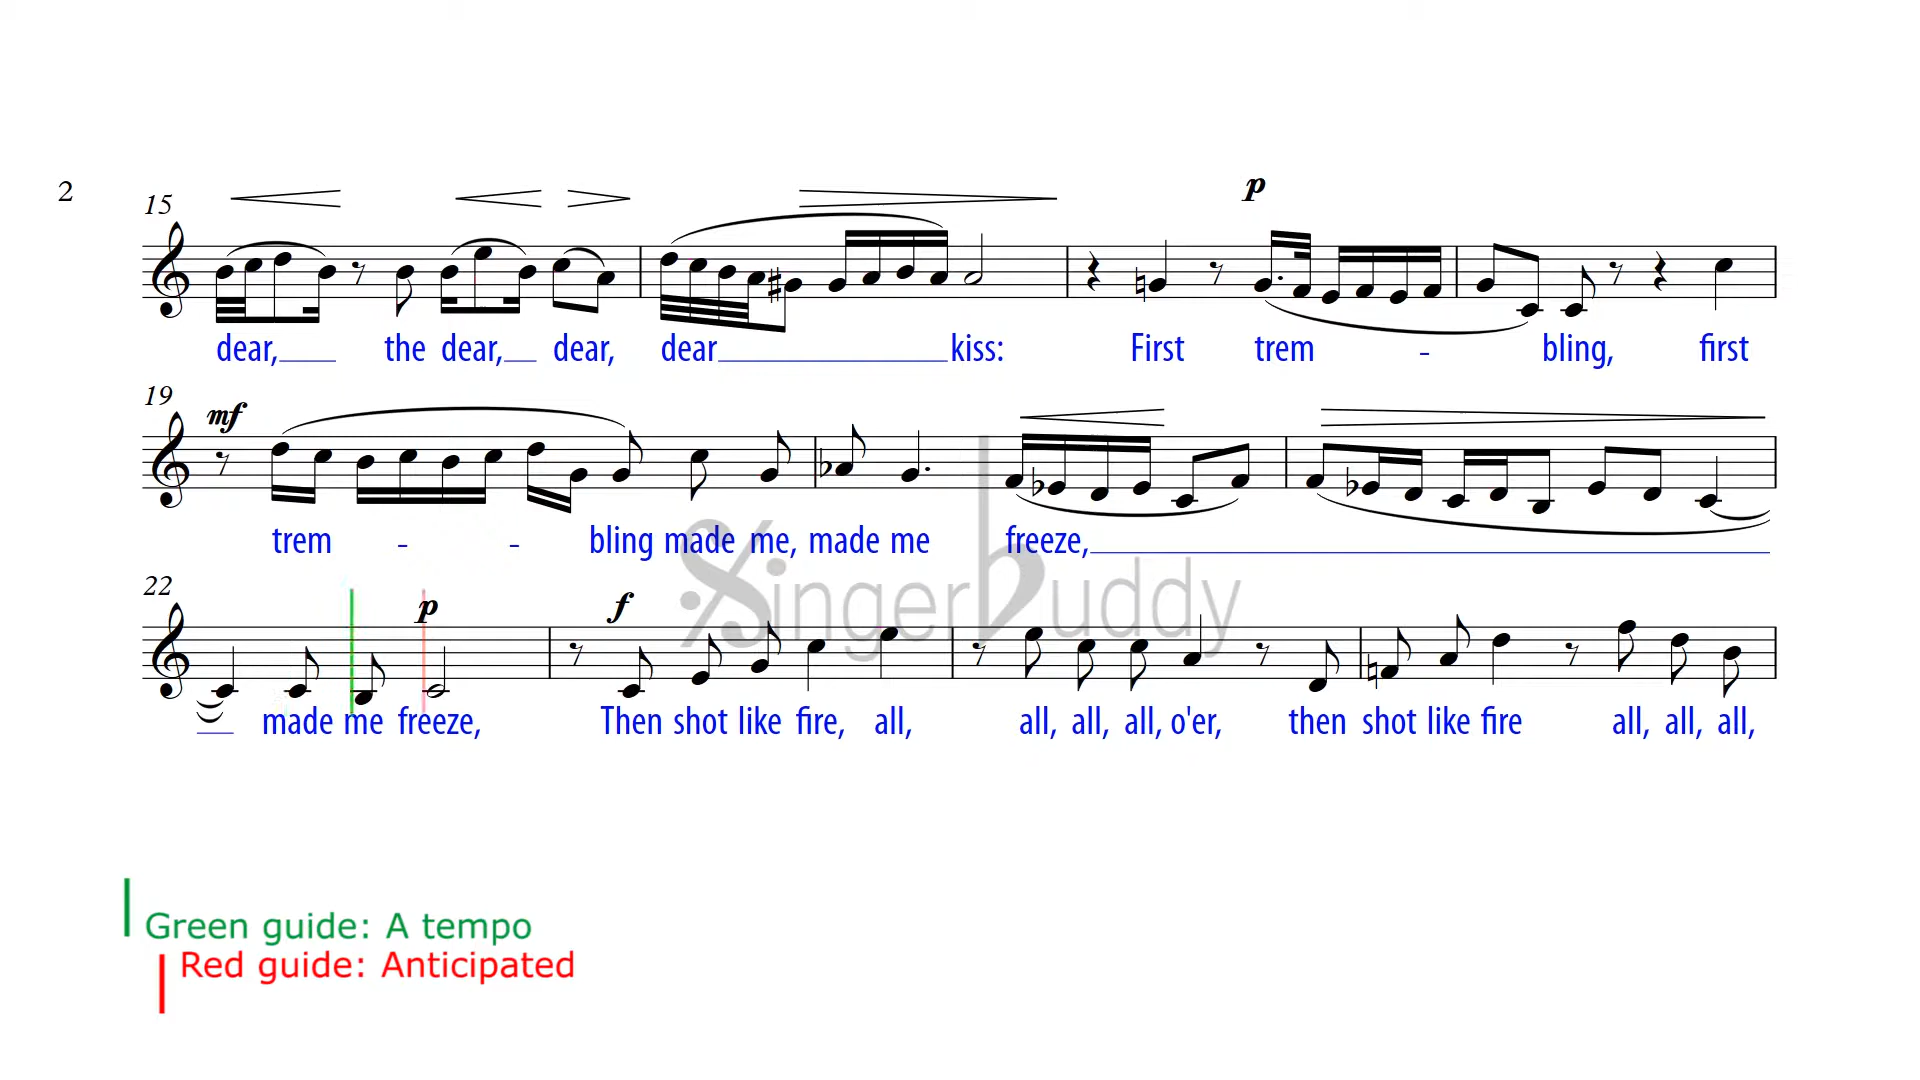 2
15
p
dear, the dear, dear, dear kiss: First trem - bling, first
19
mf
trem - - bling made me, made me freeze,
Singerbuddy
22
p f
made me freeze, Then shot like fire, all, all, all, all, o'er, then shot like fire all, all, all,
Green guide: A tempo
Red guide: Anticipated